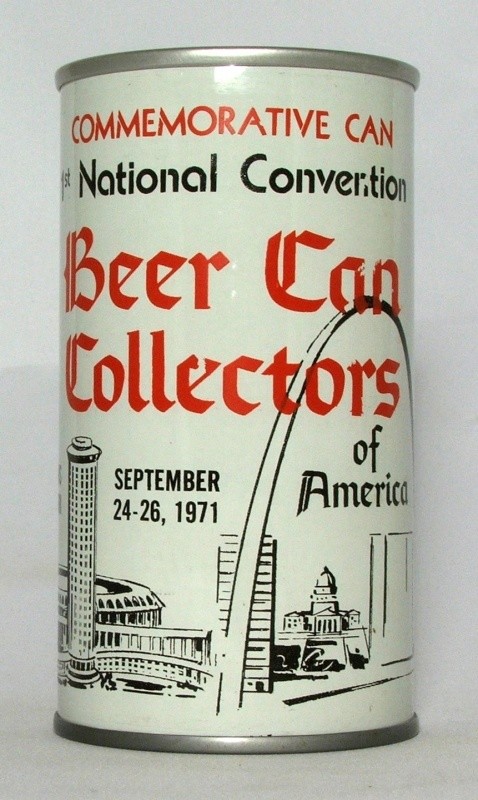 COMMEMORATIVE CAN
1st National Convention
Beer Can
Collectors
of
America
SEPTEMBER
24-26, 1971